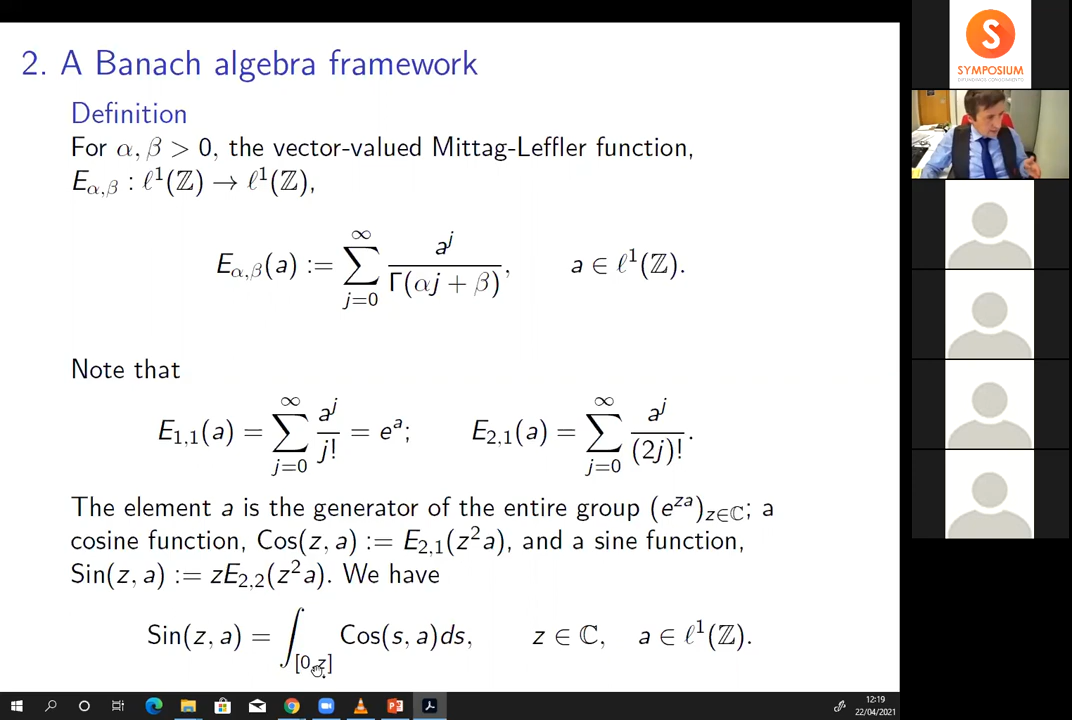 2. A Banach algebra framework
Definition
For α, β > 0, the vector-valued Mittag-Leffler function,
E_{α,β} : ℓ¹(ℤ) → ℓ¹(ℤ),
E_{α,β}(a) := ∑_{j=0}^{∞} a^j / Γ(αj + β), a ∈ ℓ¹(ℤ).
Note that
E_{1,1}(a) = ∑_{j=0}^{∞} a^j / j! = e^a; E_{2,1}(a) = ∑_{j=0}^{∞} a^j / (2j)!.
The element a is the generator of the entire group (e^{za})_{z∈ℂ}; a
cosine function, Cos(z, a) := E_{2,1}(z²a), and a sine function,
Sin(z, a) := zE_{2,2}(z²a). We have
Sin(z, a) = ∫_{[0,z]} Cos(s, a)ds, z ∈ ℂ, a ∈ ℓ¹(ℤ).
S
SYMPOSIUM
12:19
22/04/2021